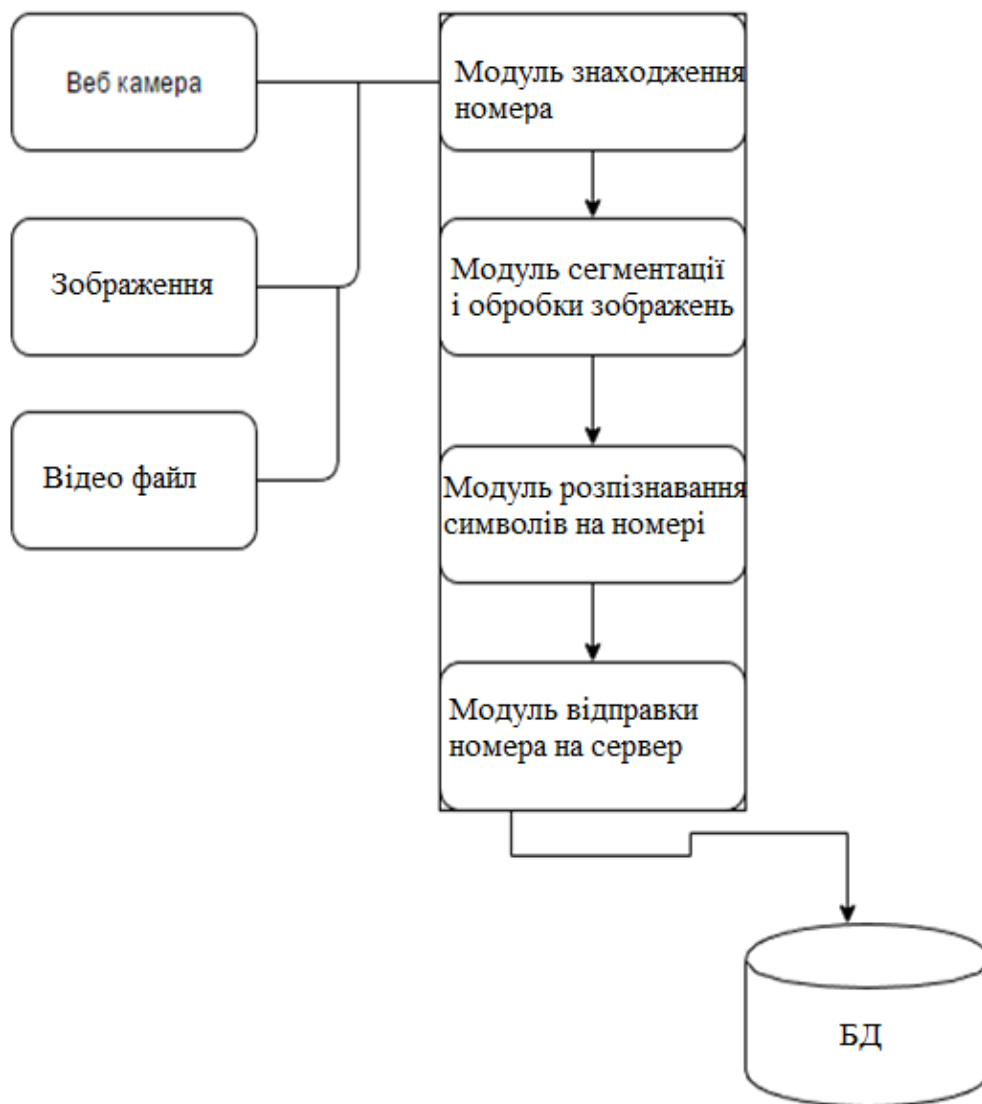 Веб камера
Зображення
Відео файл
Модуль знаходження
номера
Модуль сегментації
і обробки зображень
Модуль розпізнавання
символів на номері
Модуль відправки
номера на сервер
БД